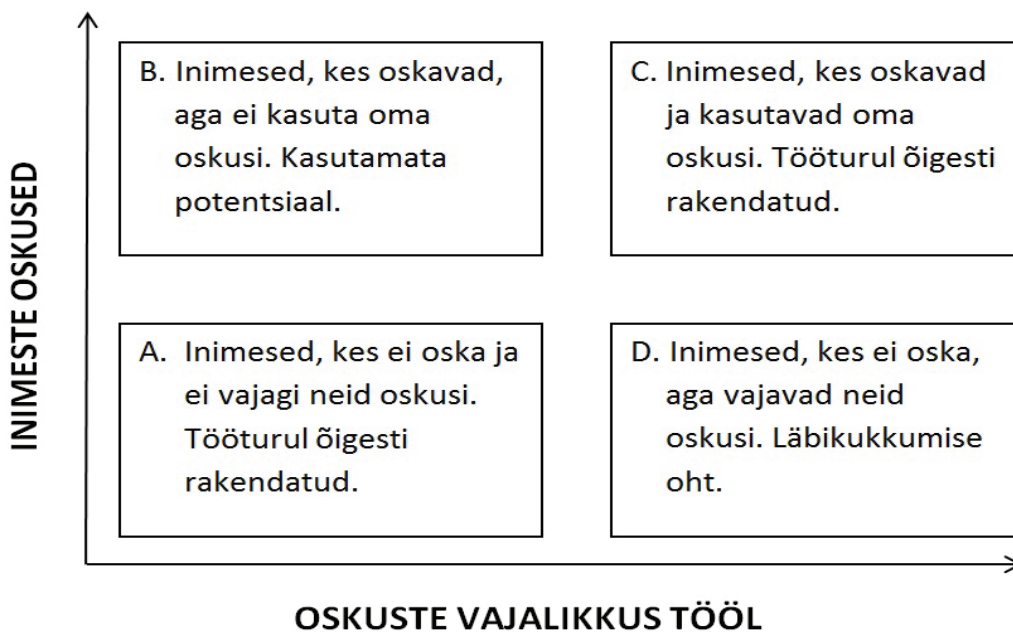 INIMESTE OSKUSED
B. Inimesed, kes oskavad,
aga ei kasuta oma
oskusi. Kasutamata
potentsiaal.
C. Inimesed, kes oskavad
ja kasutavad oma
oskusi. Tööturul õigesti
rakendatud.
A. Inimesed, kes ei oska ja
ei vajagi neid oskusi.
Tööturul õigesti
rakendatud.
D. Inimesed, kes ei oska,
aga vajavad neid
oskusi. Läbikukkumise
oht.
OSKUSTE VAJALIKKUS TÖÖL